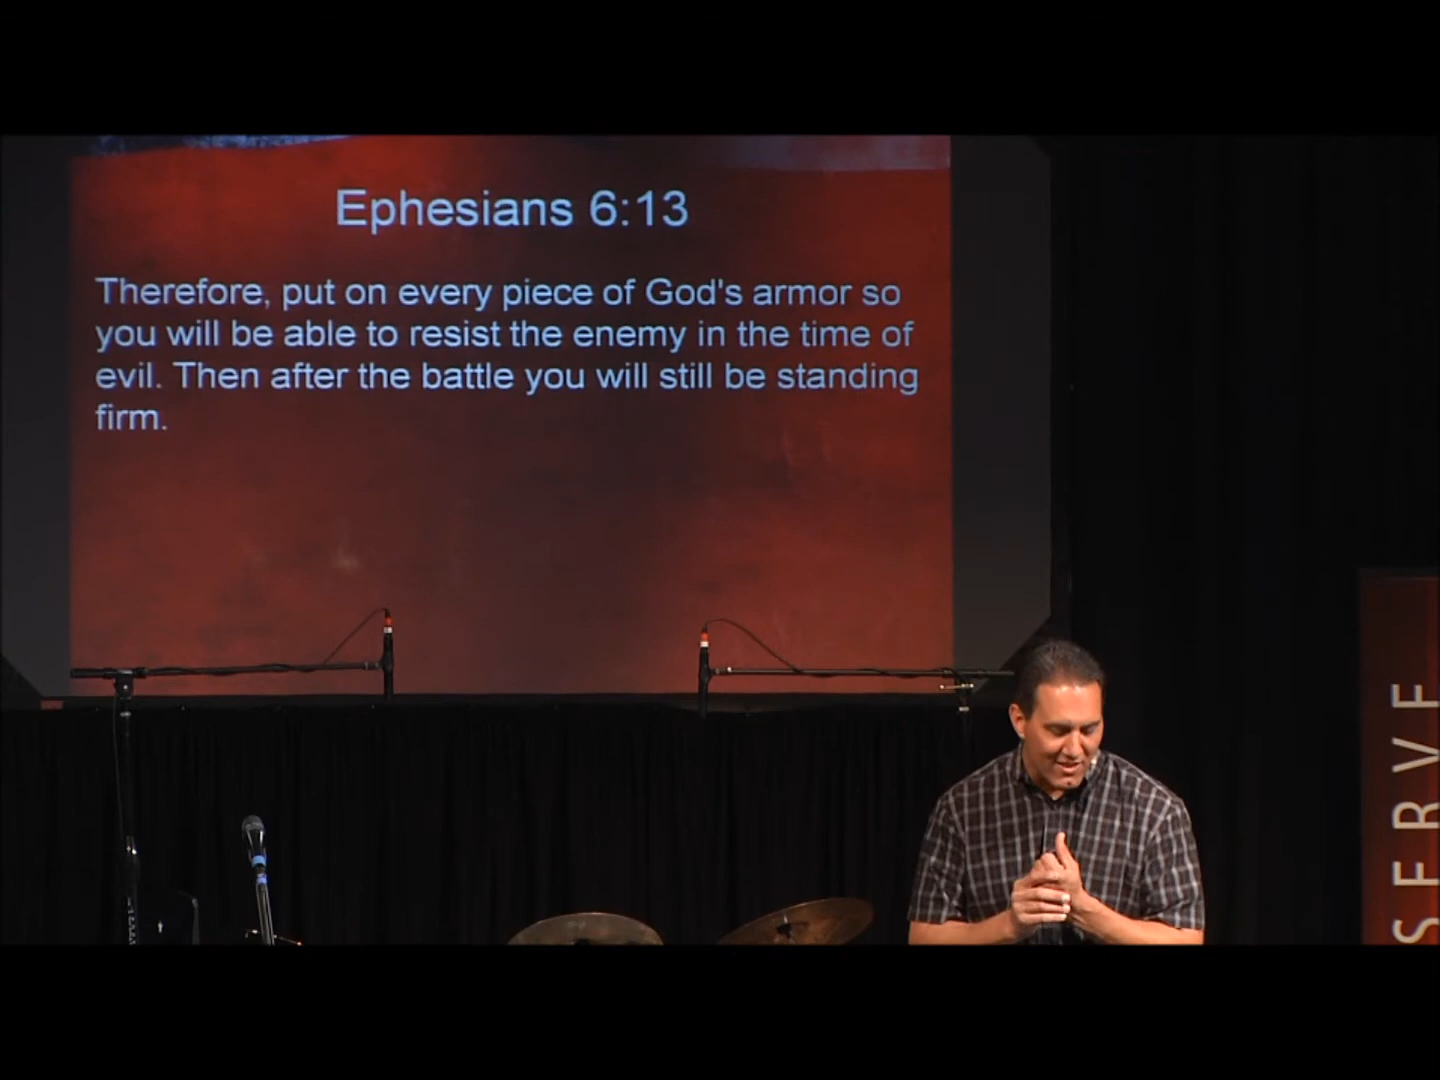 Ephesians 6:13
Therefore, put on every piece of God's armor so
you will be able to resist the enemy in the time of
evil. Then after the battle you will still be standing
firm.
SERVE